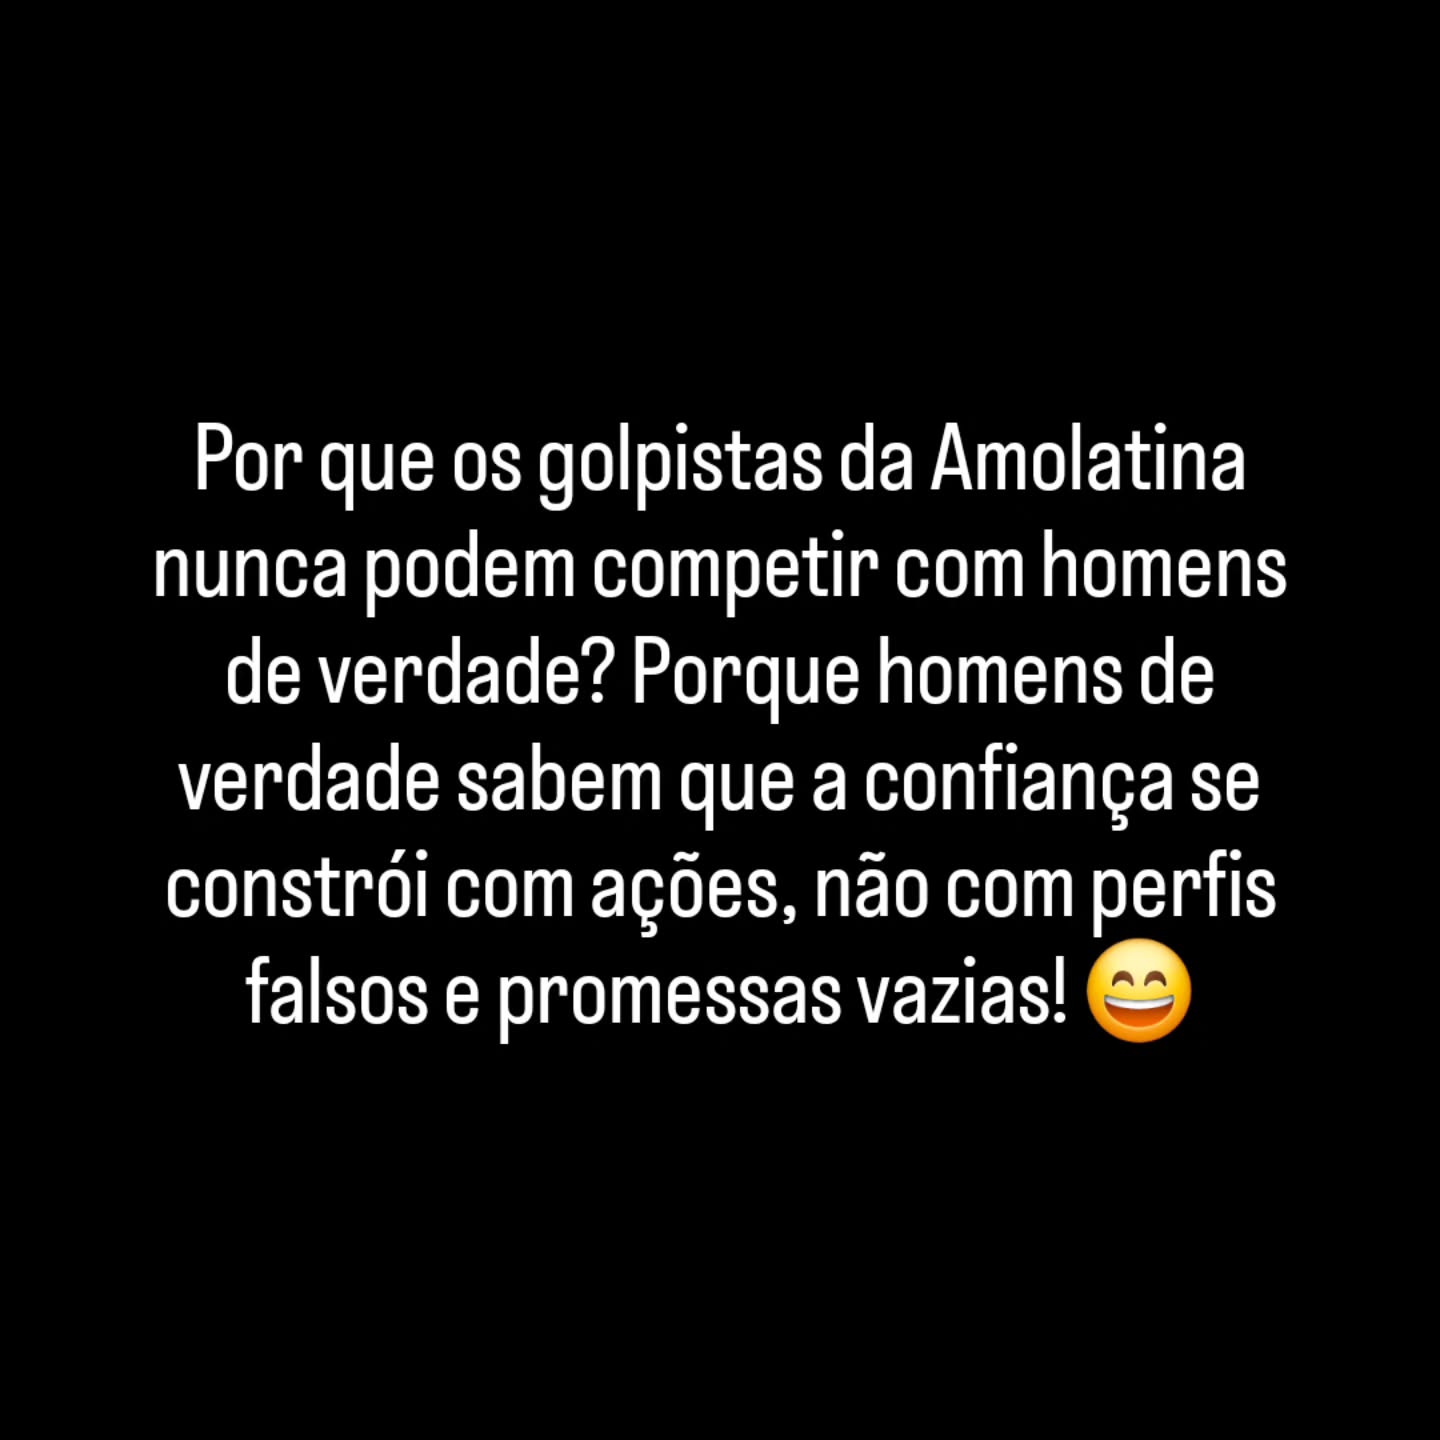 Por que os golpistas da Amolatina
nunca podem competir com homens
de verdade? Porque homens de
verdade sabem que a confiança se
constrói com ações, não com perfis
falsos e promessas vazias! 😄